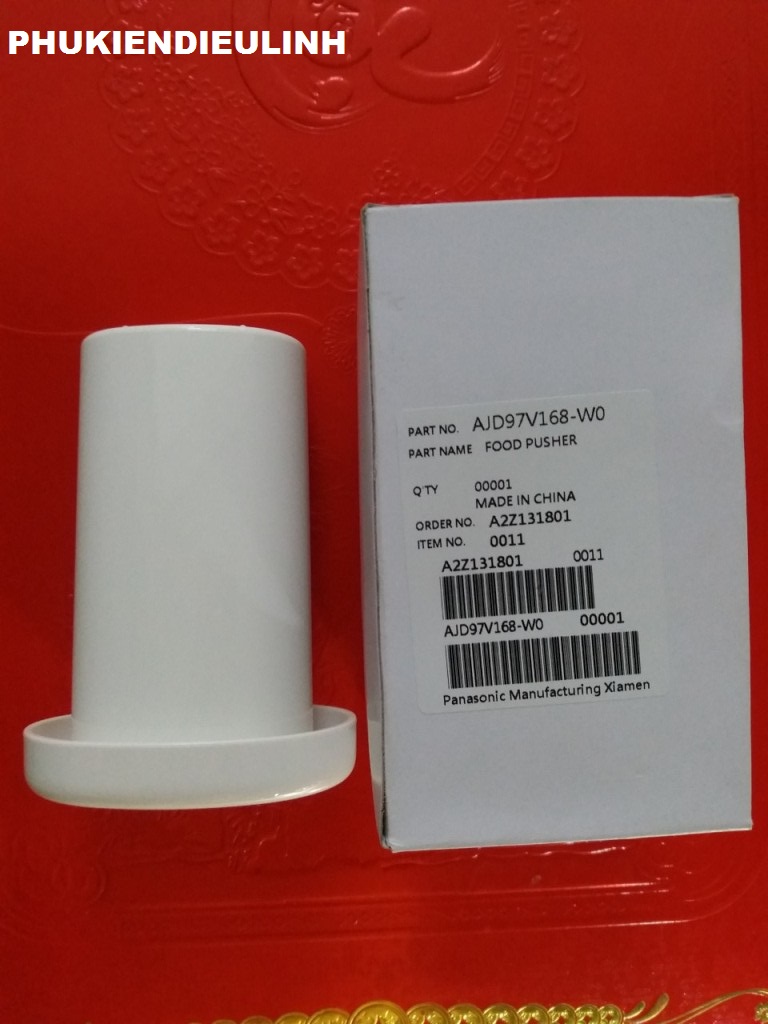 PHUKIENDIEULINH
PART NO. AJD97V168-W0
PART NAME FOOD PUSHER
Q'TY 00001
MADE IN CHINA
ORDER NO. A2Z131801
ITEM NO. 0011
A2Z131801 0011
AJD97V168-W0 00001
Panasonic Manufacturing Xiamen